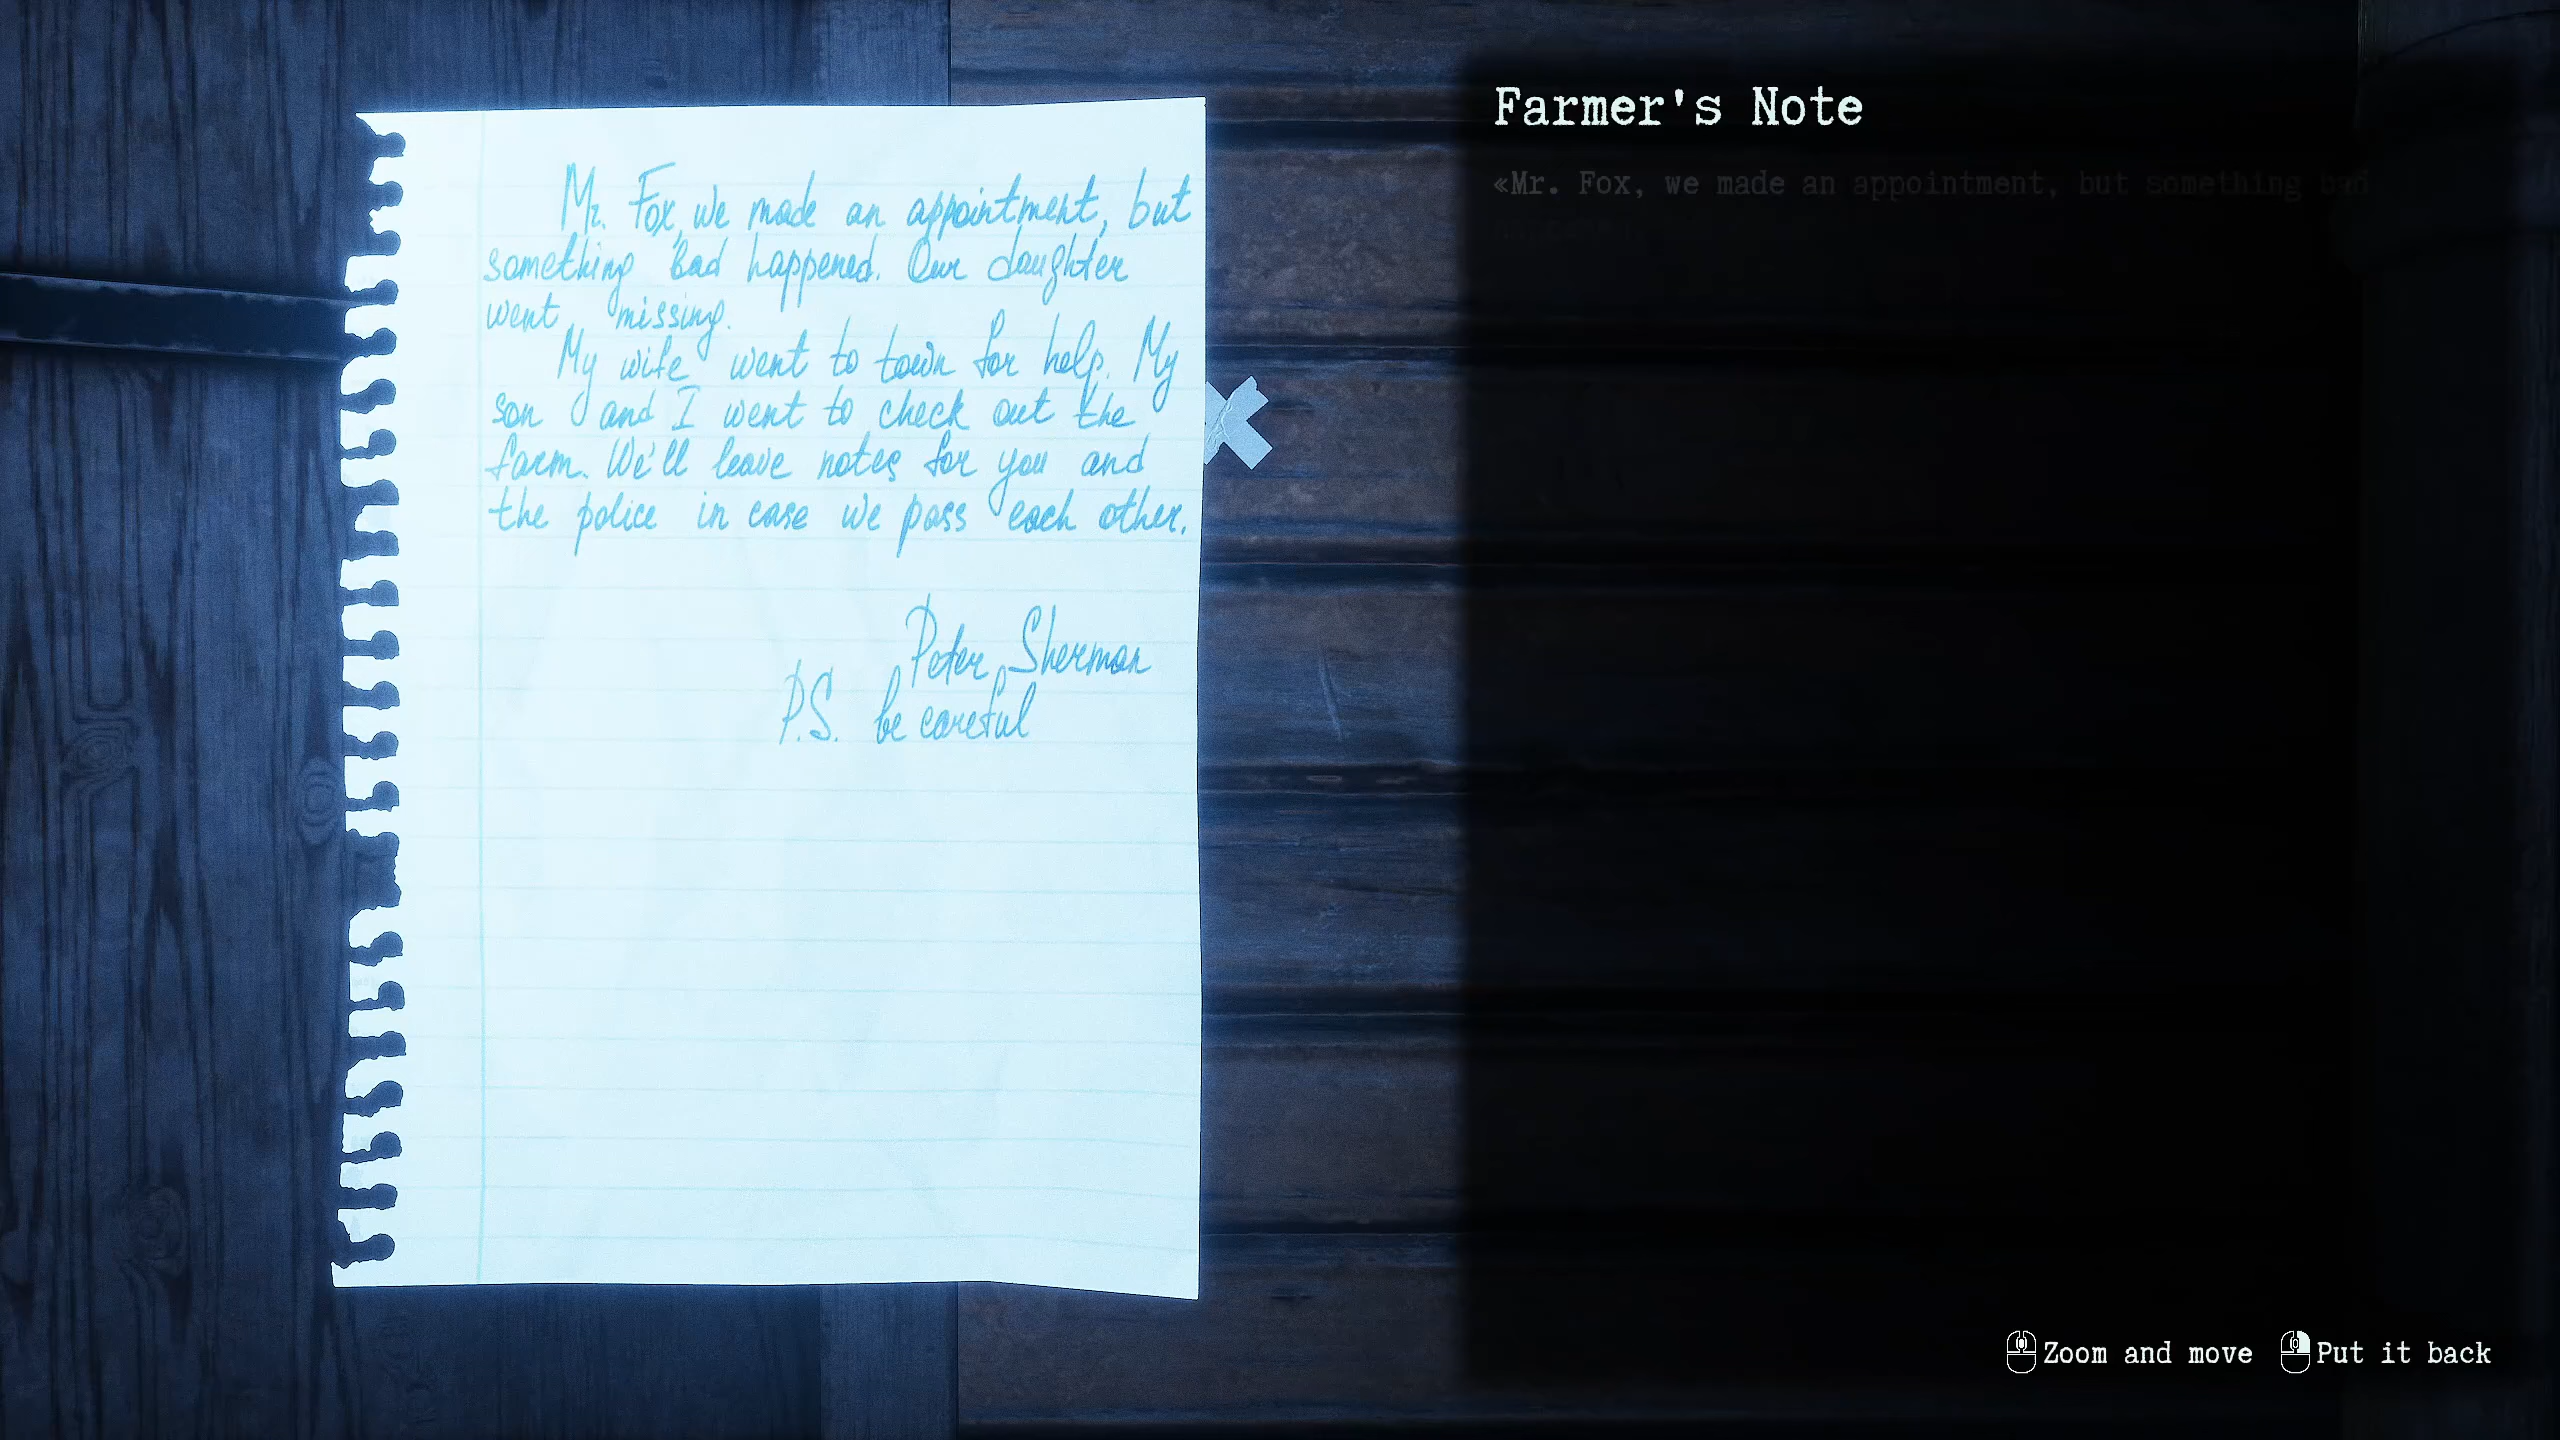 Mr. Fox, we made an appointment, but
something bad happened. Our daughter
went missing.
My wife went to town for help. My
son and I went to check out the
farm. We'll leave notes for you and
the police in case we pass each other.
Peter Sherman
P.S. be careful
Farmer's Note
«Mr. Fox, we made an appointment, but something bad
Zoom and move
Put it back